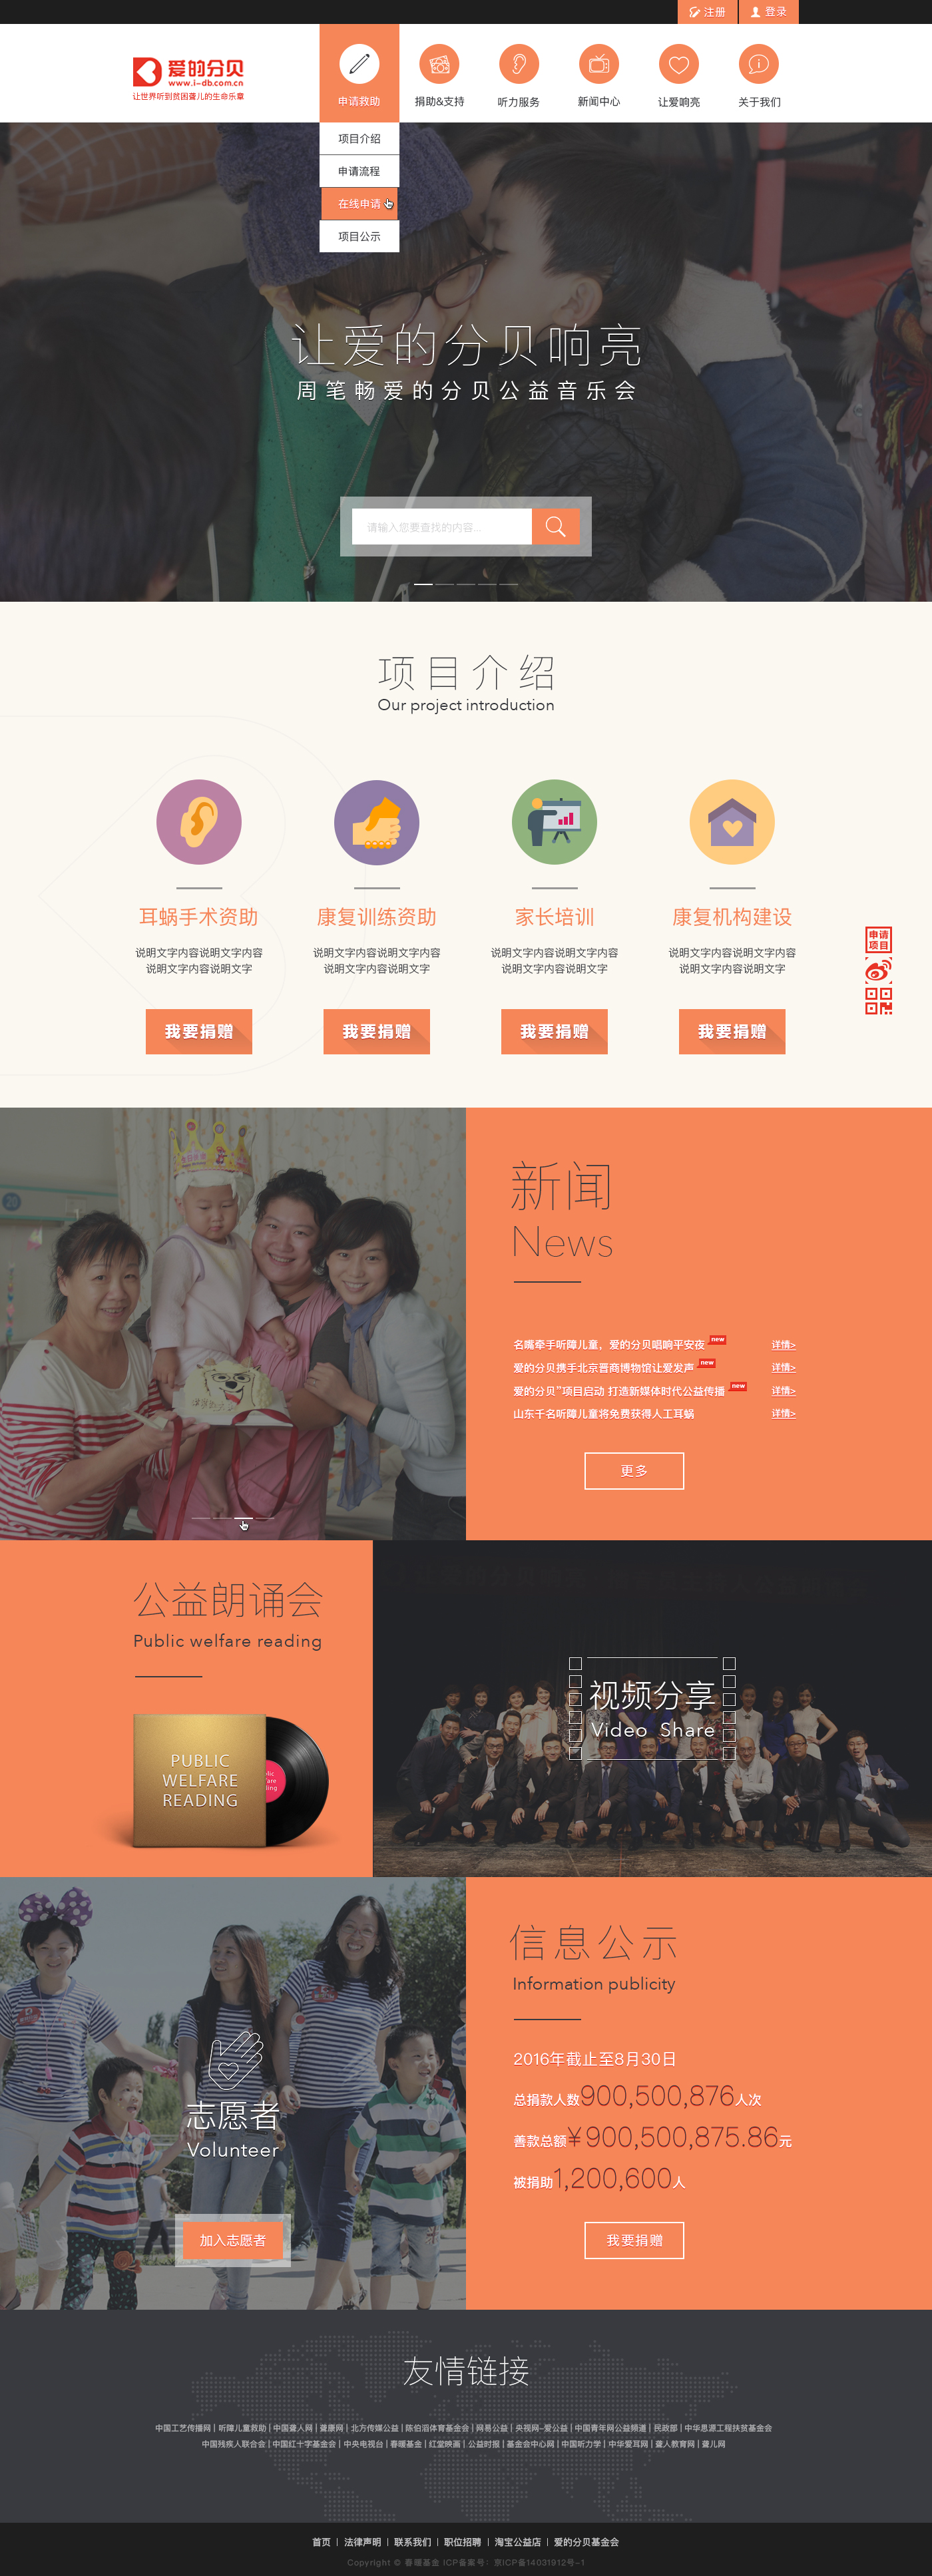 注册
登录
爱的分贝
www.i-db.com.cn
让世界听到贫困聋儿的生命乐章
申请救助
捐助&支持
听力服务
新闻中心
让爱响亮
关于我们
项目介绍
申请流程
在线申请
项目公示
让爱的分贝响亮
周笔畅爱的分贝公益音乐会
请输入您要查找的内容...
项目介绍
Our project introduction
耳蜗手术资助
说明文字内容说明文字内容
说明文字内容说明文字
我要捐赠
康复训练资助
说明文字内容说明文字内容
说明文字内容说明文字
我要捐赠
家长培训
说明文字内容说明文字内容
说明文字内容说明文字
我要捐赠
康复机构建设
说明文字内容说明文字内容
说明文字内容说明文字
我要捐赠
申请
项目
20
新闻
News
名嘴牵手听障儿童，爱的分贝唱响平安夜 new 详情>
爱的分贝携手北京晋商博物馆让爱发声 new 详情>
爱的分贝"项目启动 打造新媒体时代公益传播 new 详情>
山东千名听障儿童将免费获得人工耳蜗 详情>
更多
公益朗诵会
Public welfare reading
PUBLIC
WELFARE
READING
视频分享
Video Share
志愿者
Volunteer
加入志愿者
信息公示
Information publicity
2016年截止至8月30日
总捐款人数900,500,876人次
善款总额¥900,500,875.86元
被捐助1,200,600人
我要捐赠
友情链接
中国工艺传播网 | 听障儿童救助 | 中国聋人网 | 聋康网 | 北方传媒公益 | 陈伯滔体育基金会 | 网易公益 | 央视网-爱公益 | 中国青年网公益频道 | 民政部 | 中华思源工程扶贫基金会
中国残疾人联合会 | 中国红十字基金会 | 中央电视台 | 春暖基金 | 红堂映画 | 公益时报 | 基金会中心网 | 中国听力学 | 中华爱耳网 | 聋人教育网 | 聋儿网
首页 | 法律声明 | 联系我们 | 职位招聘 | 淘宝公益店 | 爱的分贝基金会
Copyright © 春暖基金 ICP备案号：京ICP备14031912号-1